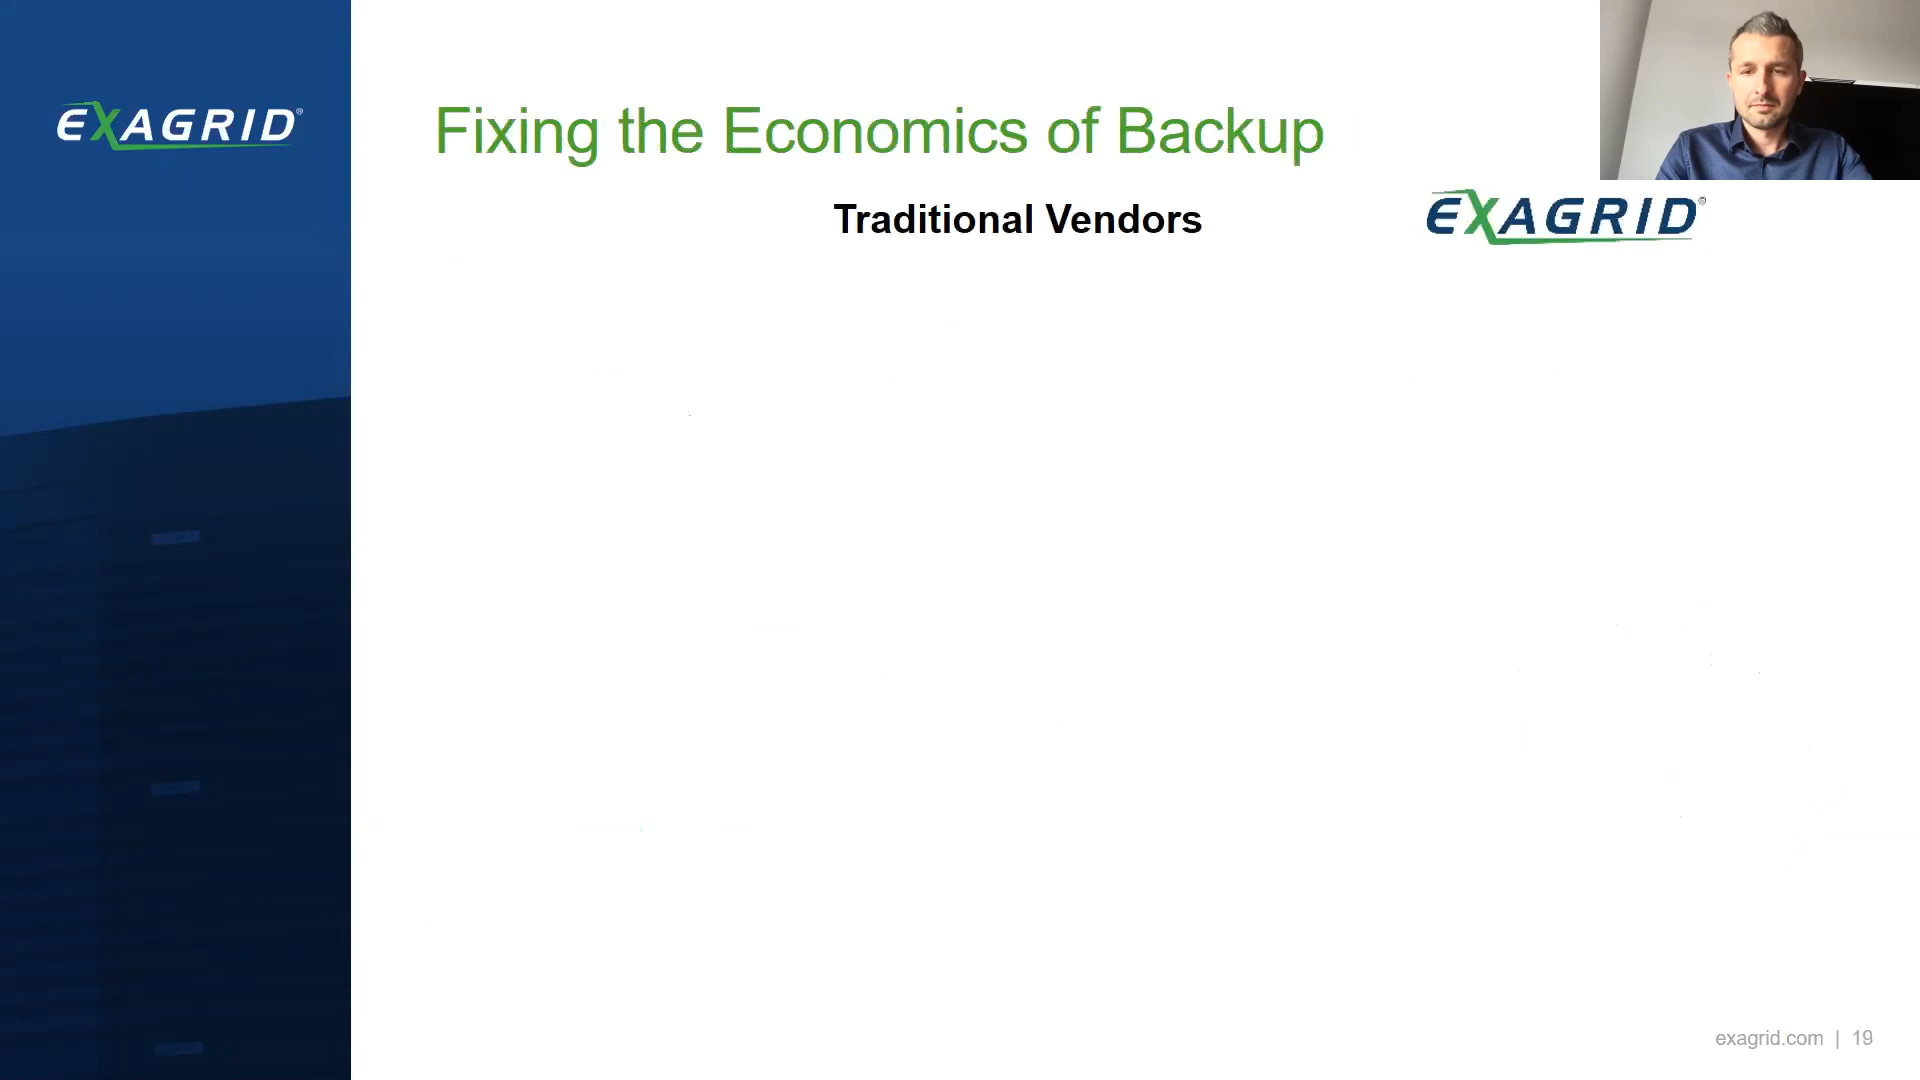 EXAGRID®
Fixing the Economics of Backup
Traditional Vendors
EXAGRID®
exagrid.com | 19